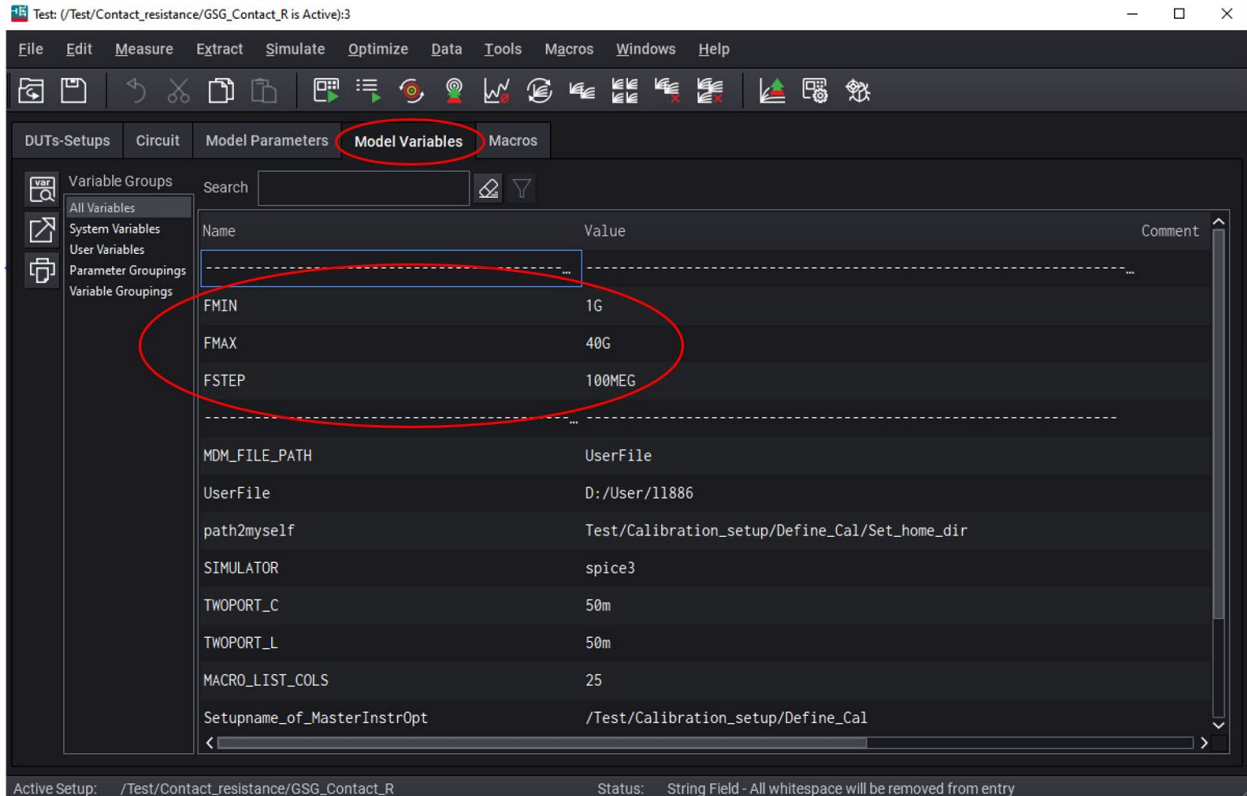 Test: (/Test/Contact_resistance/GSG_Contact_R is Active):3
File Edit Measure Extract Simulate Optimize Data Tools Macros Windows Help
DUTs-Setups Circuit Model Parameters Model Variables Macros
var
Variable Groups
All Variables
System Variables
User Variables
Parameter Groupings
Variable Groupings
Search
Name Value Comment
------------------------------------------------... ------------------------------------------------------------------------...
FMIN 1G
FMAX 40G
FSTEP 100MEG
------------------------------------------------... ----------------------------------------------------------------------
MDM_FILE_PATH UserFile
UserFile D:/User/ll886
path2myself Test/Calibration_setup/Define_Cal/Set_home_dir
SIMULATOR spice3
TWOPORT_C 50m
TWOPORT_L 50m
MACRO_LIST_COLS 25
Setupname_of_MasterInstrOpt /Test/Calibration_setup/Define_Cal
Active Setup: /Test/Contact_resistance/GSG_Contact_R Status: String Field - All whitespace will be removed from entry